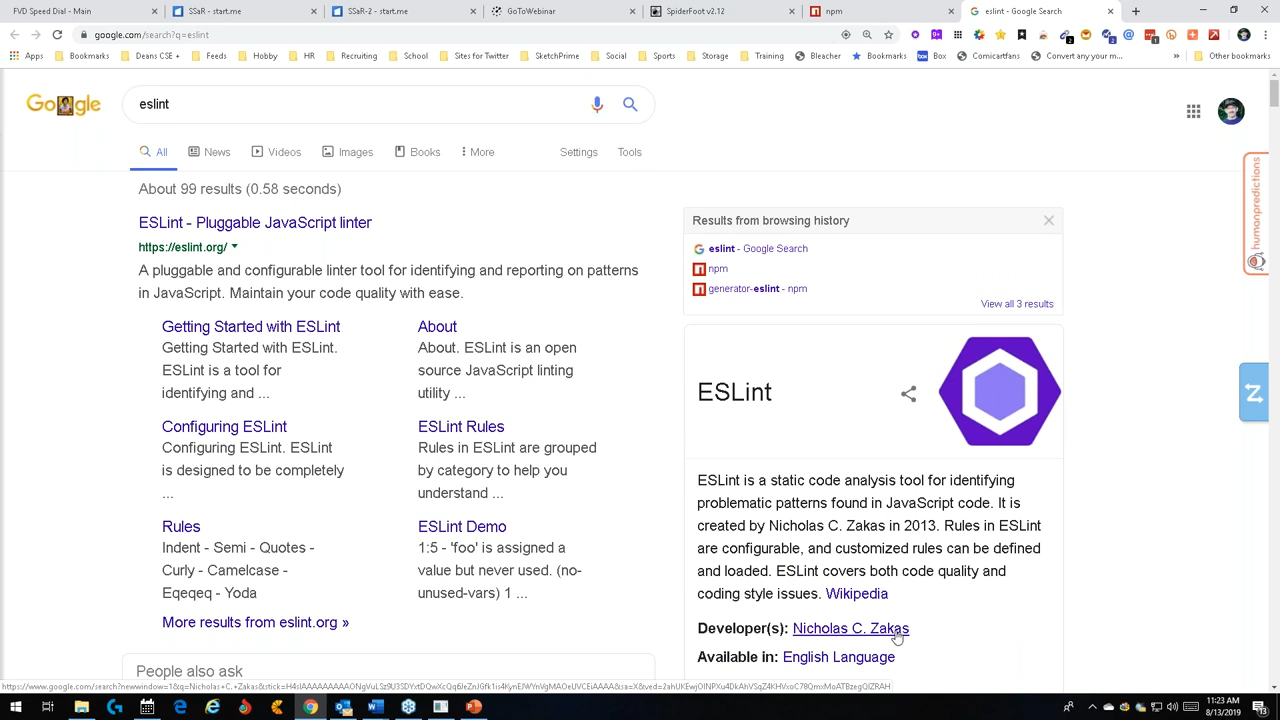 FVD Speed Dial - Main
SSaR - start.me
SSaR-2 - start.me
GoToWebinar
SpiderFoot v2.12
npm
eslint - Google Search
google.com/search?q=eslint
Apps
Bookmarks
Deans CSE +
Feeds
Hobby
HR
Recruiting
School
Sites for Twitter
SketchPrime
Social
Sports
Storage
Training
Bleacher
Bookmarks
Box
Comicartfans
Convert any your m...
»
Other bookmarks
eslint
All
News
Videos
Images
Books
More
Settings
Tools
About 99 results (0.58 seconds)
ESLint - Pluggable JavaScript linter
https://eslint.org/
A pluggable and configurable linter tool for identifying and reporting on patterns
in JavaScript. Maintain your code quality with ease.
Getting Started with ESLint
Getting Started with ESLint.
ESLint is a tool for
identifying and ...
About
About. ESLint is an open
source JavaScript linting
utility ...
Configuring ESLint
Configuring ESLint. ESLint
is designed to be completely
...
ESLint Rules
Rules in ESLint are grouped
by category to help you
understand ...
Rules
Indent - Semi - Quotes -
Curly - Camelcase -
Eqeqeq - Yoda
ESLint Demo
1:5 - 'foo' is assigned a
value but never used. (no-
unused-vars) 1 ...
More results from eslint.org »
People also ask
Results from browsing history
eslint - Google Search
npm
generator-eslint - npm
View all 3 results
ESLint
ESLint is a static code analysis tool for identifying
problematic patterns found in JavaScript code. It is
created by Nicholas C. Zakas in 2013. Rules in ESLint
are configurable, and customized rules can be defined
and loaded. ESLint covers both code quality and
coding style issues. Wikipedia
Developer(s): Nicholas C. Zakas
Available in: English Language
humanpredictions
11:23 AM
8/13/2019